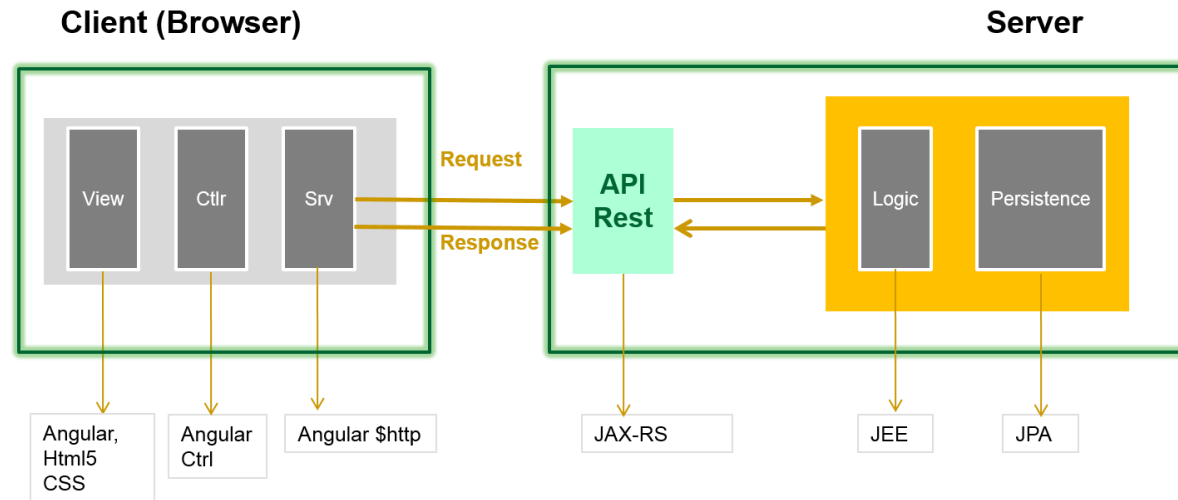 Client (Browser)
Server
Request
Response
View
Ctlr
Srv
API
Rest
Logic
Persistence
Angular,
Html5
CSS
Angular
Ctrl
Angular $http
JAX-RS
JEE
JPA